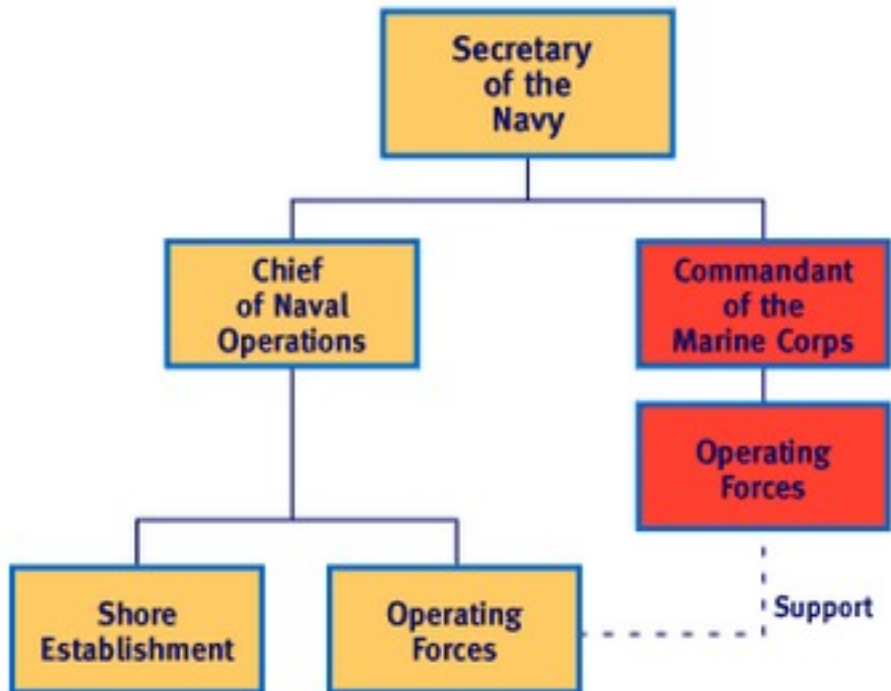 Secretary
of the
Navy
Chief
of Naval
Operations
Commandant
of the
Marine Corps
Operating
Forces
Shore
Establishment
Operating
Forces
Support